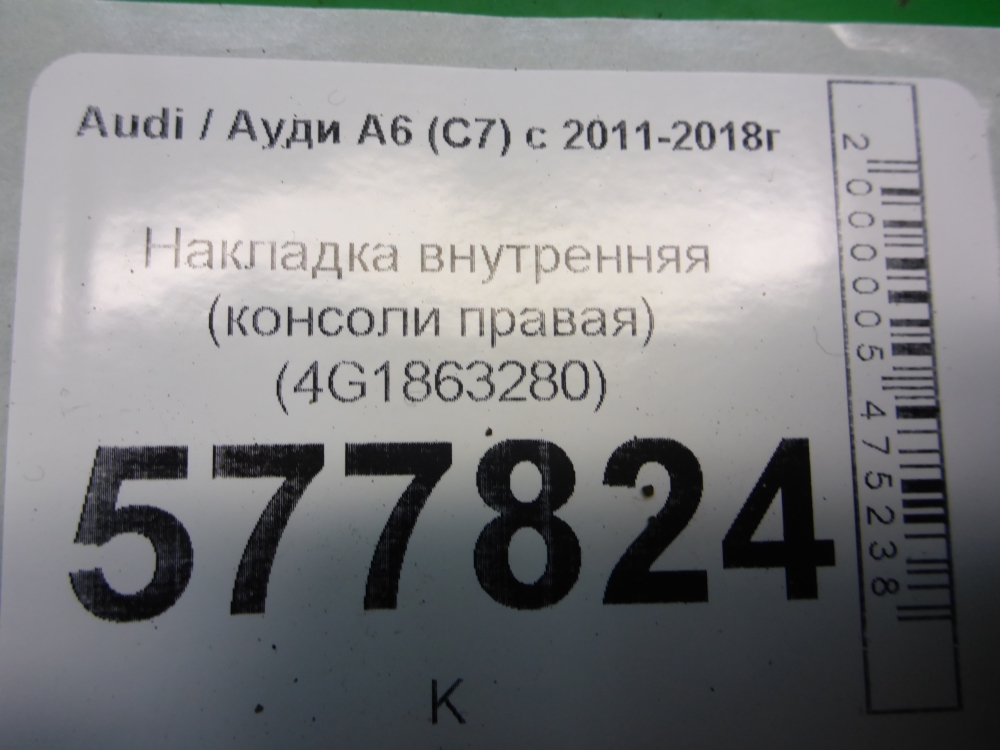 Audi / Ауди А6 (С7) с 2011-2018г
Накладка внутренняя
(консоли правая)
(4G1863280)
577824
К
2000005475238